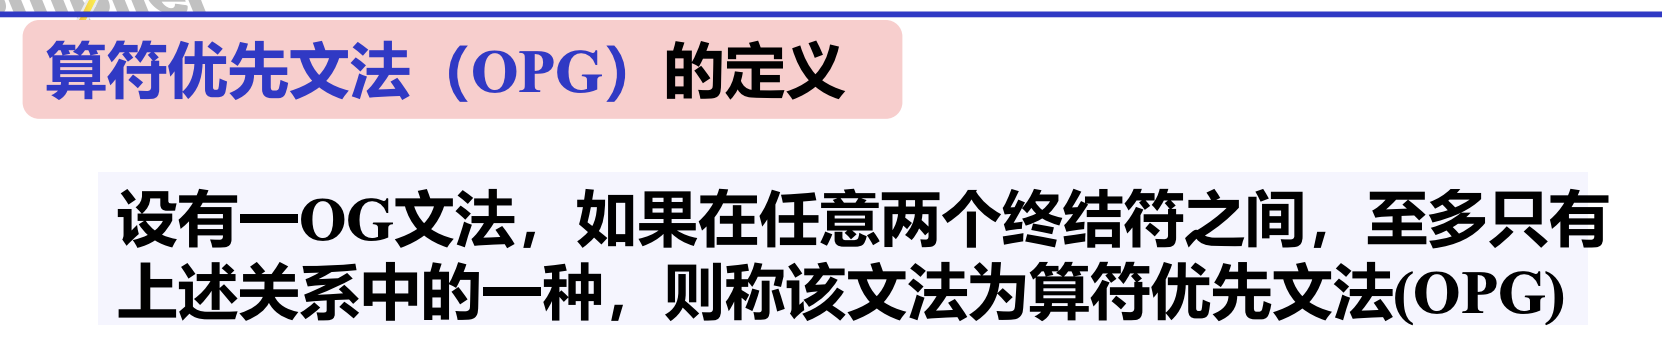 算符优先文法（OPG）的定义
设有一OG文法，如果在任意两个终结符之间，至多只有
上述关系中的一种，则称该文法为算符优先文法(OPG)